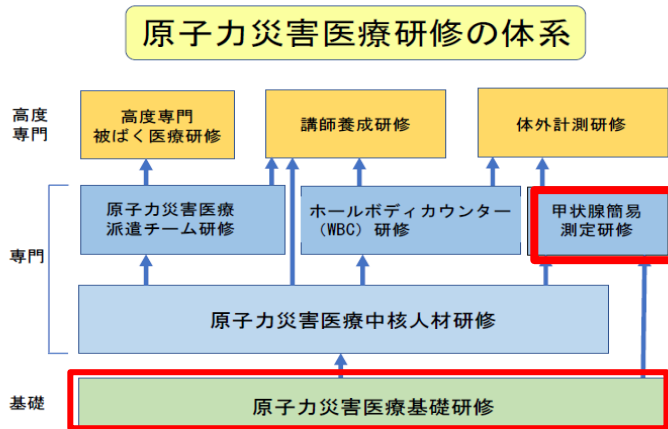 原子力災害医療研修の体系
高度
専門
高度専門
被ばく医療研修
講師養成研修
体外計測研修
専門
原子力災害医療
派遣チーム研修
ホールボディカウンター
（WBC）研修
甲状腺簡易
測定研修
原子力災害医療中核人材研修
基礎
原子力災害医療基礎研修